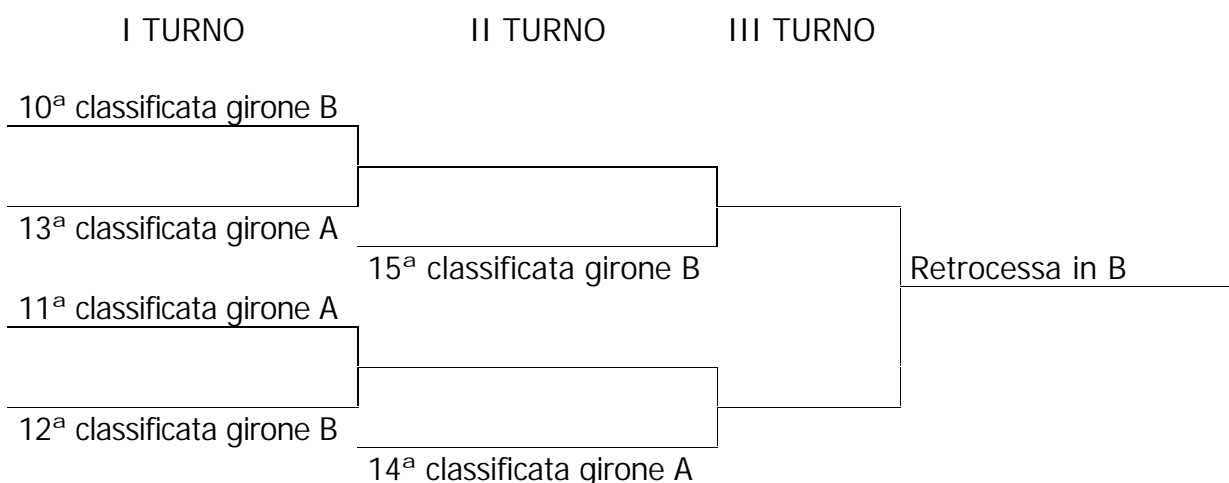 I TURNO II TURNO III TURNO
10ª classificata girone B
13ª classificata girone A
15ª classificata girone B
Retrocessa in B
11ª classificata girone A
12ª classificata girone B
14ª classificata girone A